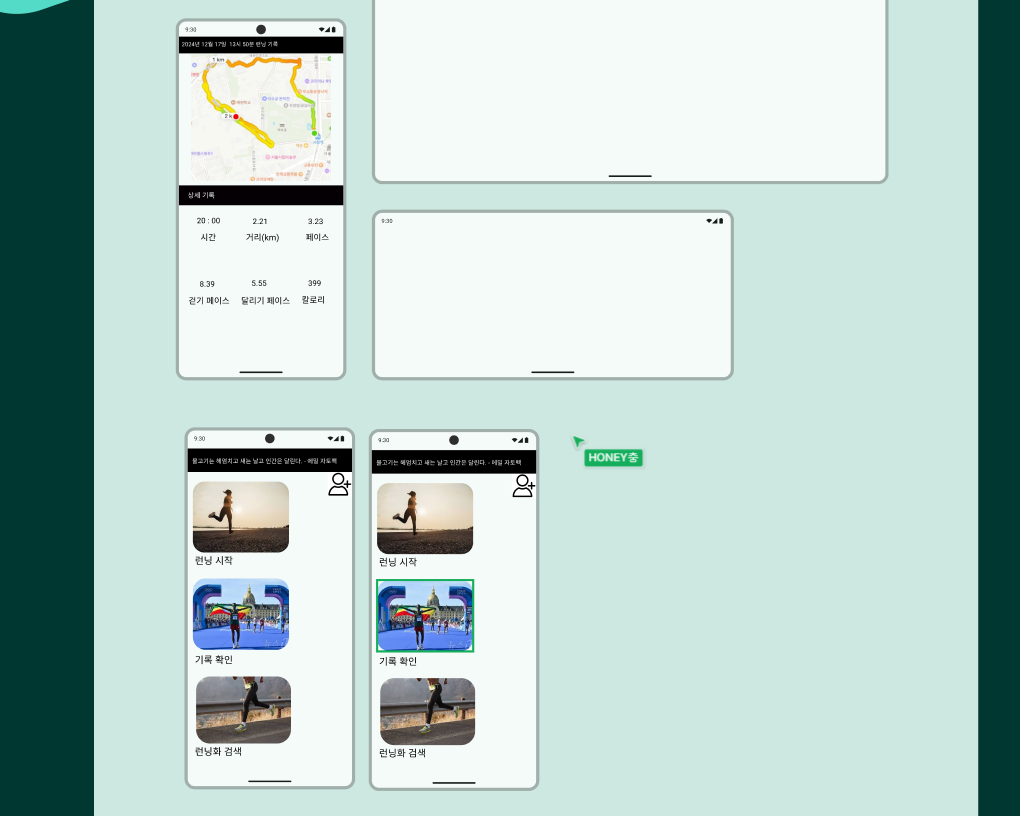 9:30
2024년 12월 17일 13시 50분 런닝 기록
1 km
2 k
상세 기록
20 : 00
2.21
3.23
시간
거리(km)
페이스
8.39
5.55
399
걷기 페이스
달리기 페이스
칼로리
9:30
9:30
물고기는 헤엄치고 새는 날고 인간은 달린다. - 에밀 자토펙
런닝 시작
기록 확인
런닝화 검색
9:30
물고기는 헤엄치고 새는 날고 인간은 달린다. - 에밀 자토펙
런닝 시작
기록 확인
런닝화 검색
HONEY충